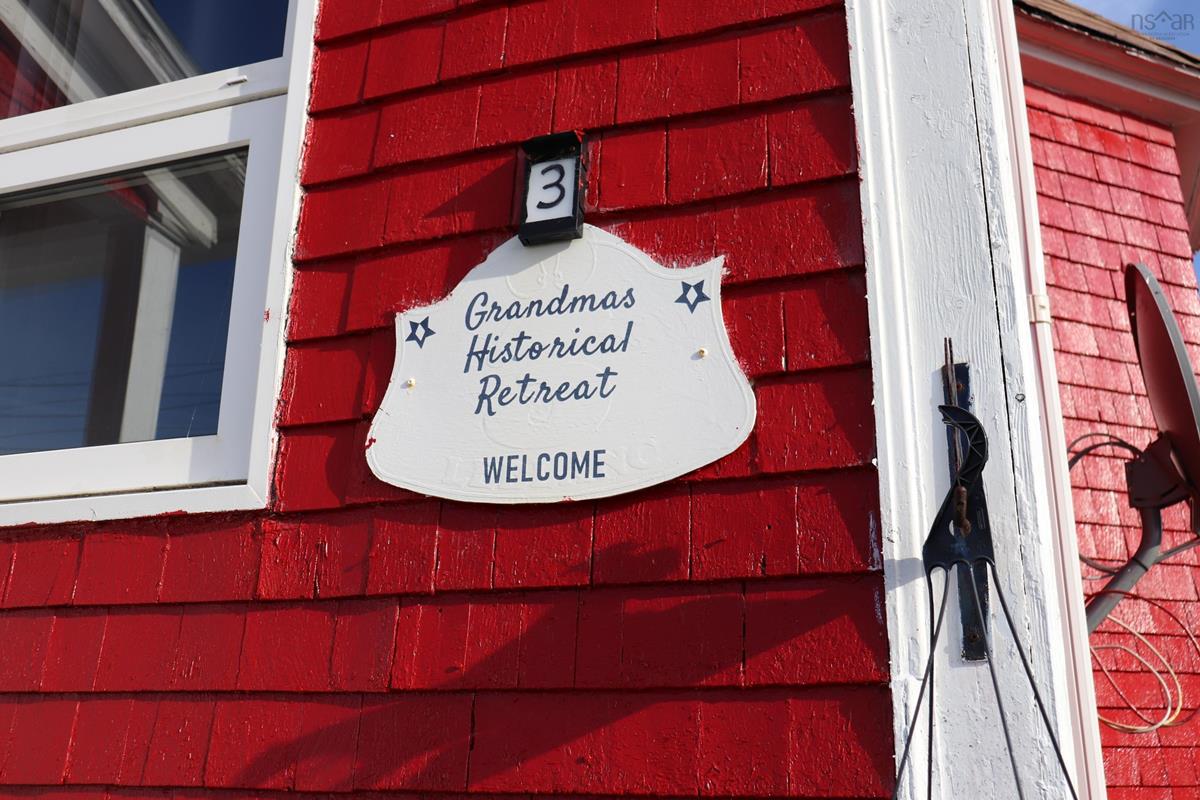 nsar
3
Grandmas
Historical
Retreat
WELCOME